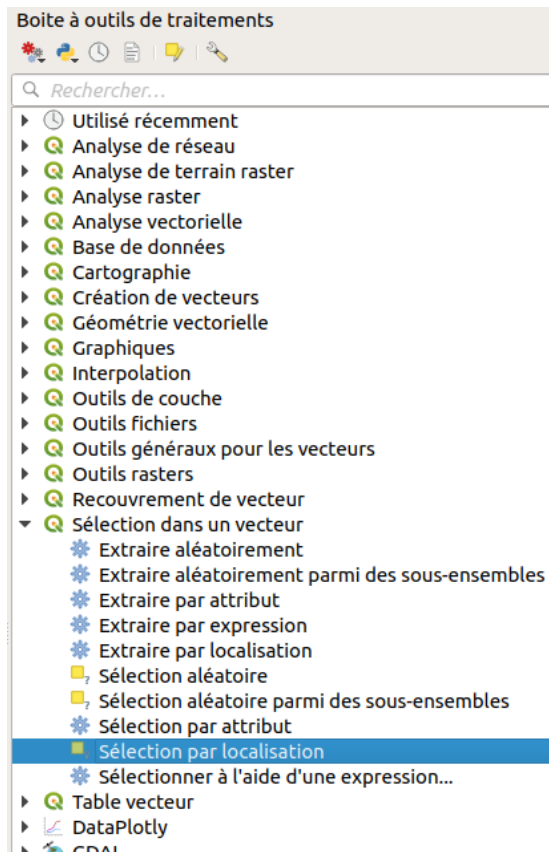 Boite à outils de traitements
Rechercher...
Utilisé récemment
Analyse de réseau
Analyse de terrain raster
Analyse raster
Analyse vectorielle
Base de données
Cartographie
Création de vecteurs
Géométrie vectorielle
Graphiques
Interpolation
Outils de couche
Outils fichiers
Outils généraux pour les vecteurs
Outils rasters
Recouvrement de vecteur
Sélection dans un vecteur
Extraire aléatoirement
Extraire aléatoirement parmi des sous-ensembles
Extraire par attribut
Extraire par expression
Extraire par localisation
Sélection aléatoire
Sélection aléatoire parmi des sous-ensembles
Sélection par attribut
Sélection par localisation
Sélectionner à l'aide d'une expression...
Table vecteur
DataPlotly
GDAL